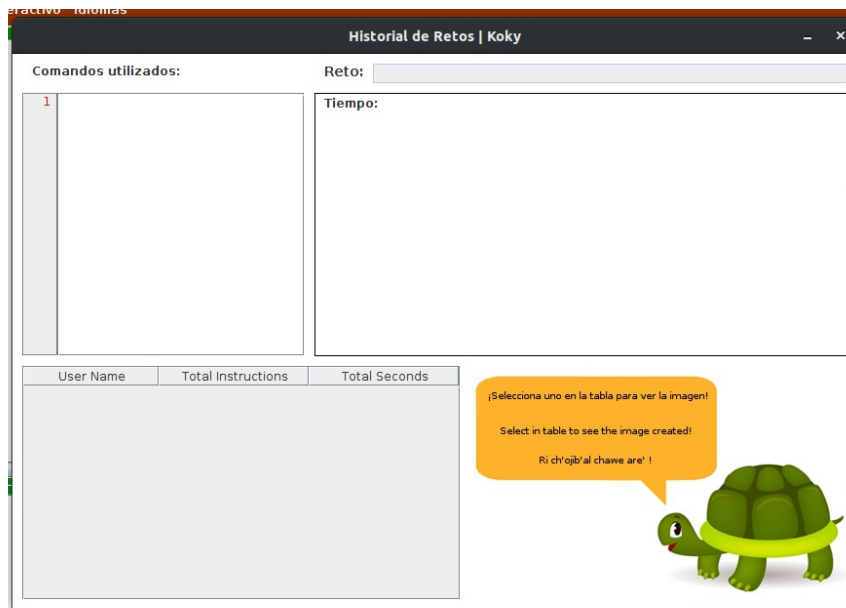 eractivo Idiomas
Historial de Retos | Koky
Comandos utilizados:
Reto:
1
Tiempo:
User Name
Total Instructions
Total Seconds
¡Selecciona uno en la tabla para ver la imagen!
Select in table to see the image created!
Ri ch'ojib'al chawe are' !